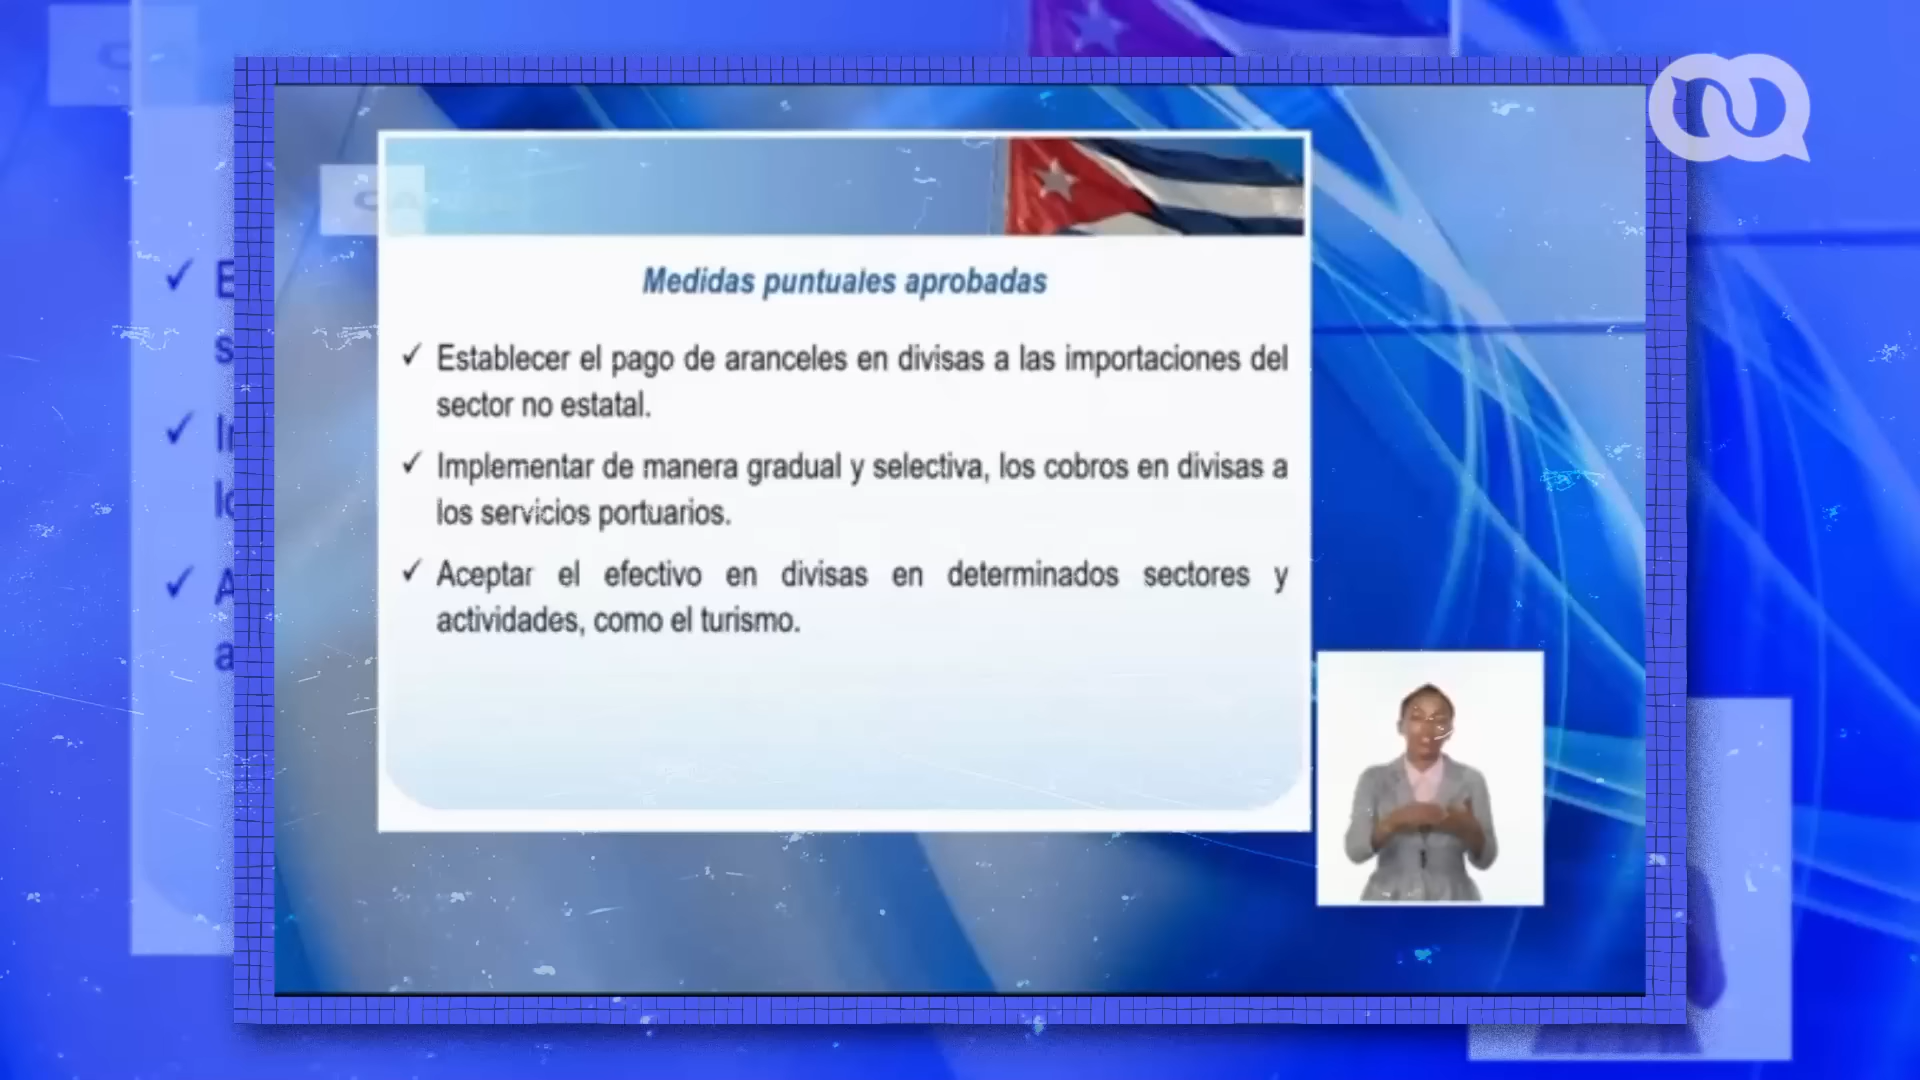 CA
Medidas puntuales aprobadas
✓ Establecer el pago de aranceles en divisas a las importaciones del
sector no estatal.
✓ Implementar de manera gradual y selectiva, los cobros en divisas a
los servicios portuarios.
✓ Aceptar el efectivo en divisas en determinados sectores y
actividades, como el turismo.